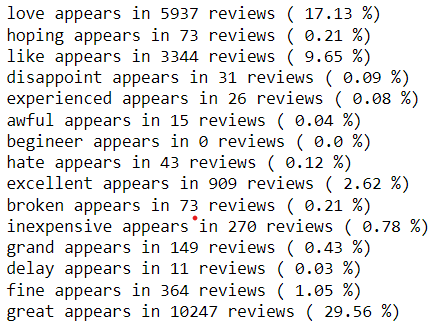 love appears in 5937 reviews ( 17.13 %)
hoping appears in 73 reviews ( 0.21 %)
like appears in 3344 reviews ( 9.65 %)
disappoint appears in 31 reviews ( 0.09 %)
experienced appears in 26 reviews ( 0.08 %)
awful appears in 15 reviews ( 0.04 %)
begineer appears in 0 reviews ( 0.0 %)
hate appears in 43 reviews ( 0.12 %)
excellent appears in 909 reviews ( 2.62 %)
broken appears in 73 reviews ( 0.21 %)
inexpensive appears in 270 reviews ( 0.78 %)
grand appears in 149 reviews ( 0.43 %)
delay appears in 11 reviews ( 0.03 %)
fine appears in 364 reviews ( 1.05 %)
great appears in 10247 reviews ( 29.56 %)